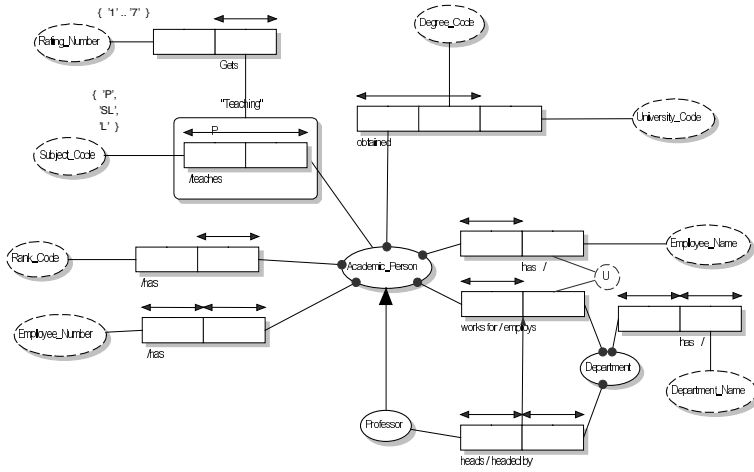 { '1' .. '7' }
Rating_Number
Gets
Degree_Code
{ 'P',
'SL',
'L' }
"Teaching"
P
Subject_Code
/teaches
obtained
University_Code
Rank_Code
/has
Academic_Person
has /
Employee_Name
U
Employee_Number
/has
works for / employs
has /
Department
Department_Name
Professor
heads / headed by